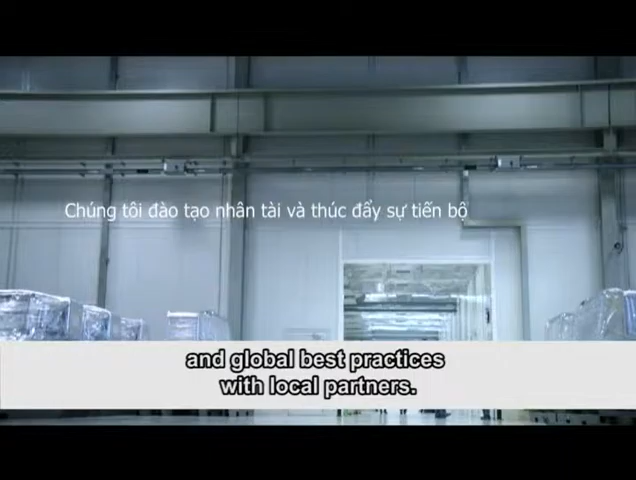 Chúng tôi đào tạo nhân tài và thúc đẩy sự tiến bộ
and global best practices
with local partners.